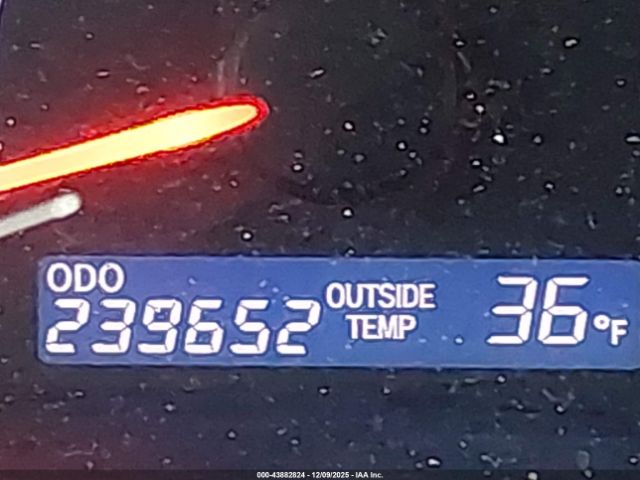 ODO
239652
OUTSIDE
TEMP
36°F
000-43882824 - 12/09/2025 - IAA Inc.